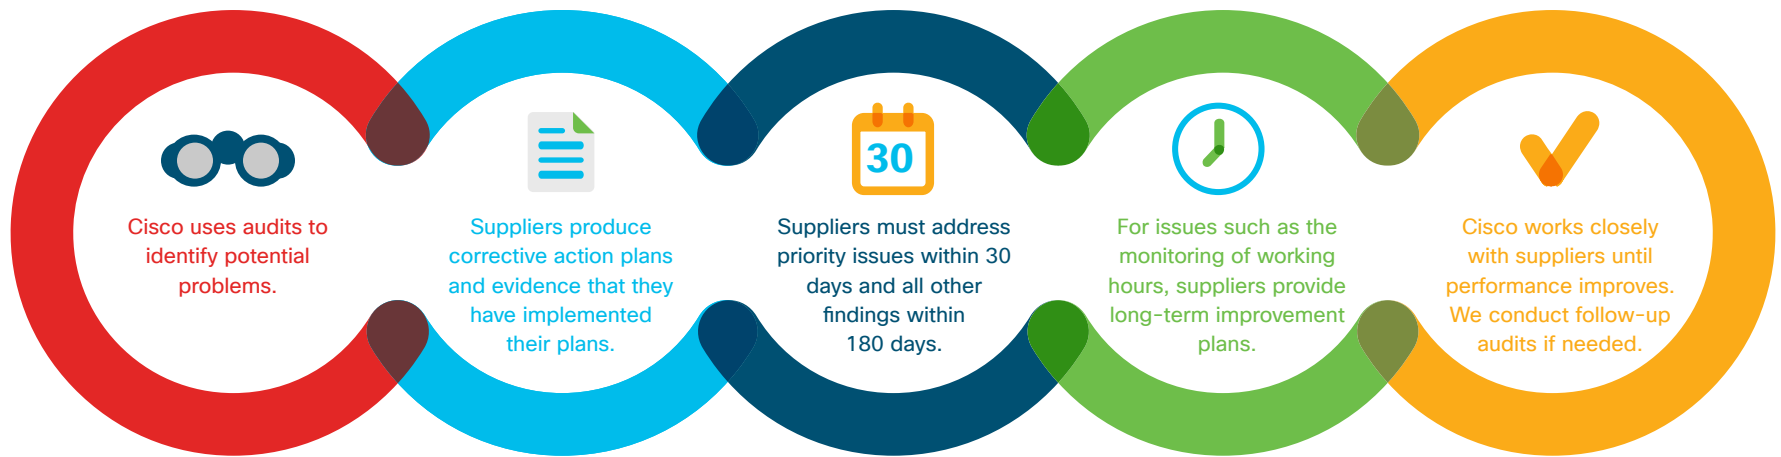 Cisco uses audits to
identify potential
problems.
Suppliers produce
corrective action plans
and evidence that they
have implemented
their plans.
30
Suppliers must address
priority issues within 30
days and all other
findings within
180 days.
For issues such as the
monitoring of working
hours, suppliers provide
long-term improvement
plans.
Cisco works closely
with suppliers until
performance improves.
We conduct follow-up
audits if needed.